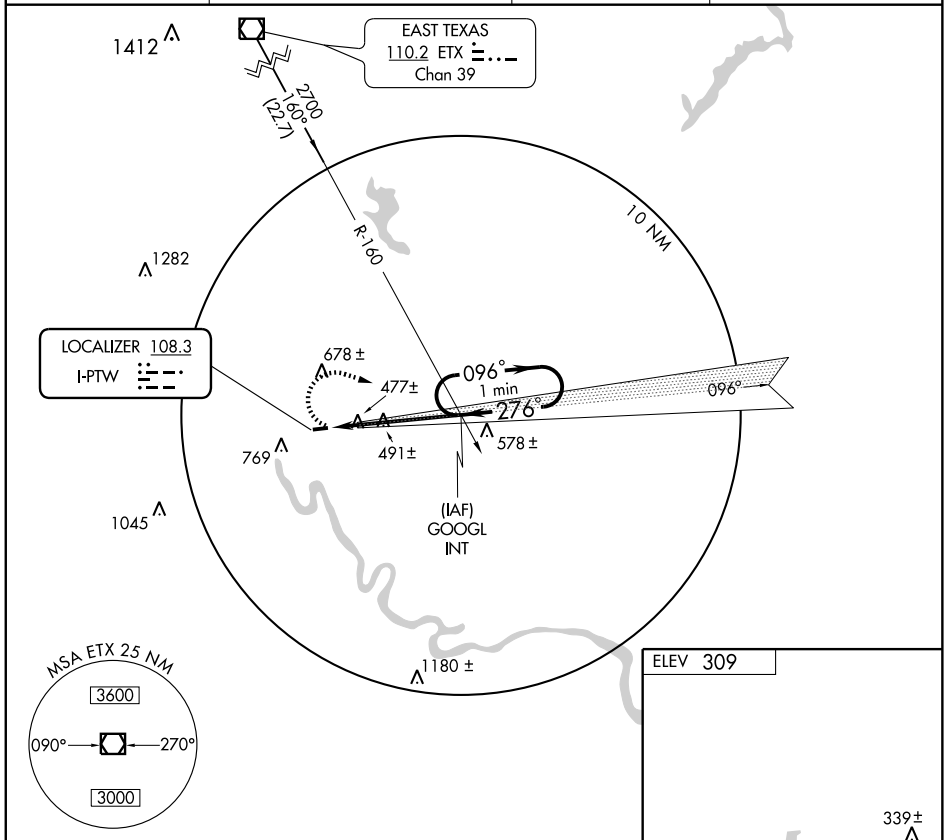 1412
EAST TEXAS
110.2 ETX
Chan 39
2700
160°
(22.7)
10 NM
R-160
1282
LOCALIZER 108.3
I-PTW
678 ±
096°
1 min
276°
477±
096°
491±
578 ±
769
(IAF)
GOOGL
INT
1045
1180 ±
MSA ETX 25 NM
3600
090°
270°
3000
ELEV 309
339±